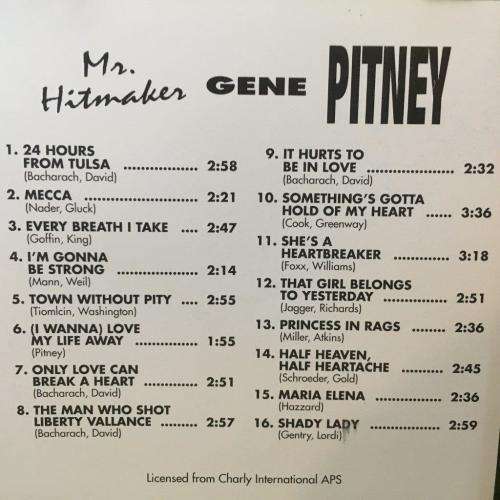 Mr.
Hitmaker GENE PITNEY
1. 24 HOURS
FROM TULSA .................. 2:58
(Bacharach, David)
2. MECCA ......................... 2:21
(Nader, Gluck)
3. EVERY BREATH I TAKE .... 2:47
(Goffin, King)
4. I'M GONNA
BE STRONG ................... 2:14
(Mann, Weil)
5. TOWN WITHOUT PITY .... 2:55
(Tiomlcin, Washington)
6. (I WANNA) LOVE
MY LIFE AWAY ............. 1:55
(Pitney)
7. ONLY LOVE CAN
BREAK A HEART ............ 2:51
(Bacharach, David)
8. THE MAN WHO SHOT
LIBERTY VALLANCE ........ 2:57
(Bacharach, David)
9. IT HURTS TO
BE IN LOVE .................... 2:32
(Bacharach, David)
10. SOMETHING'S GOTTA
HOLD OF MY HEART ...... 3:36
(Cook, Greenway)
11. SHE'S A
HEARTBREAKER ............. 3:18
(Foxx, Williams)
12. THAT GIRL BELONGS
TO YESTERDAY .............. 2:51
(Jagger, Richards)
13. PRINCESS IN RAGS ........ 2:36
(Miller, Atkins)
14. HALF HEAVEN,
HALF HEARTACHE .......... 2:45
(Schroeder, Gold)
15. MARIA ELENA ............... 2:36
(Hazzard)
16. SHADY LADY ................. 2:59
(Gentry, Lordi)
Licensed from Charly International APS